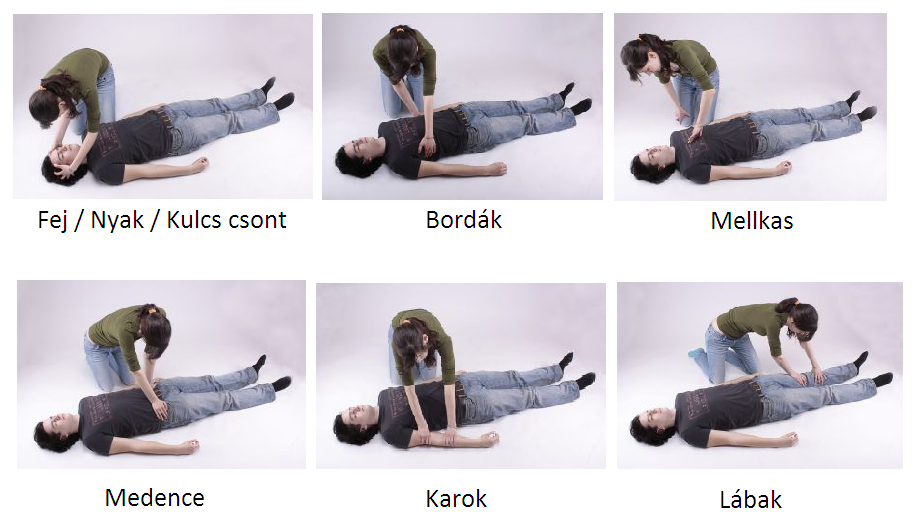 Fej / Nyak / Kulcs csont
Bordák
Mellkas
Medence
Karok
Lábak